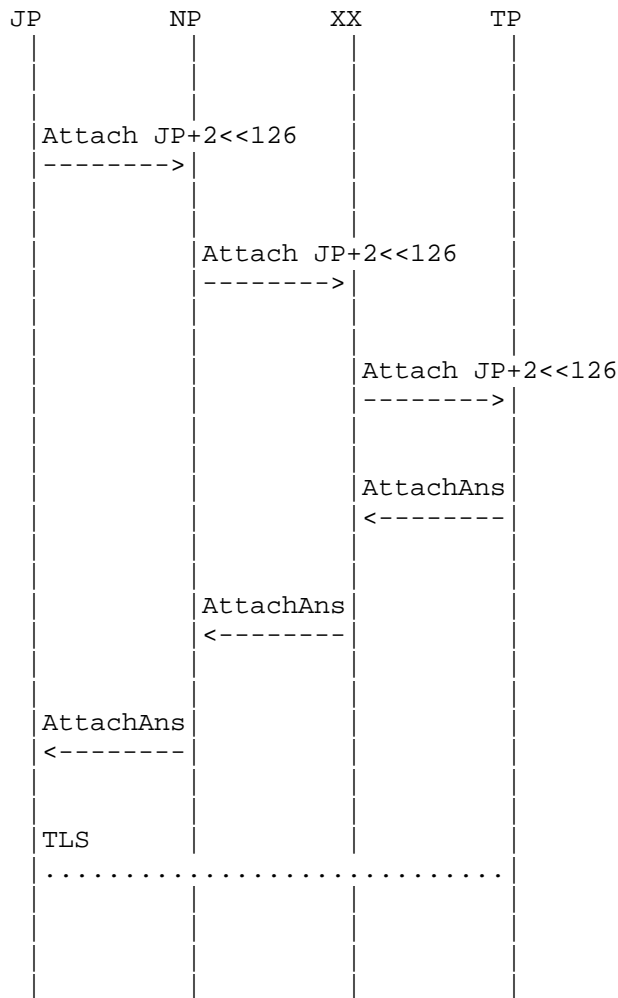 JP NP XX TP
Attach JP+2<<126
-------->
Attach JP+2<<126
-------->
Attach JP+2<<126
-------->
AttachAns
<--------
AttachAns
<--------
AttachAns
<--------
TLS
.............................